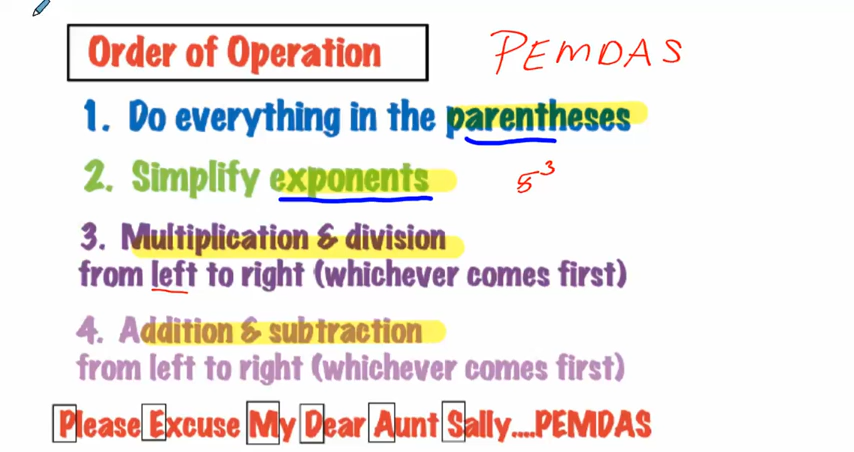 Order of Operation PEMDAS
1. Do everything in the parentheses
2. Simplify exponents 5³
3. Multiplication & division
from left to right (whichever comes first)
4. Addition & subtraction
from left to right (whichever comes first)
Please Excuse My Dear Aunt Sally....PEMDAS